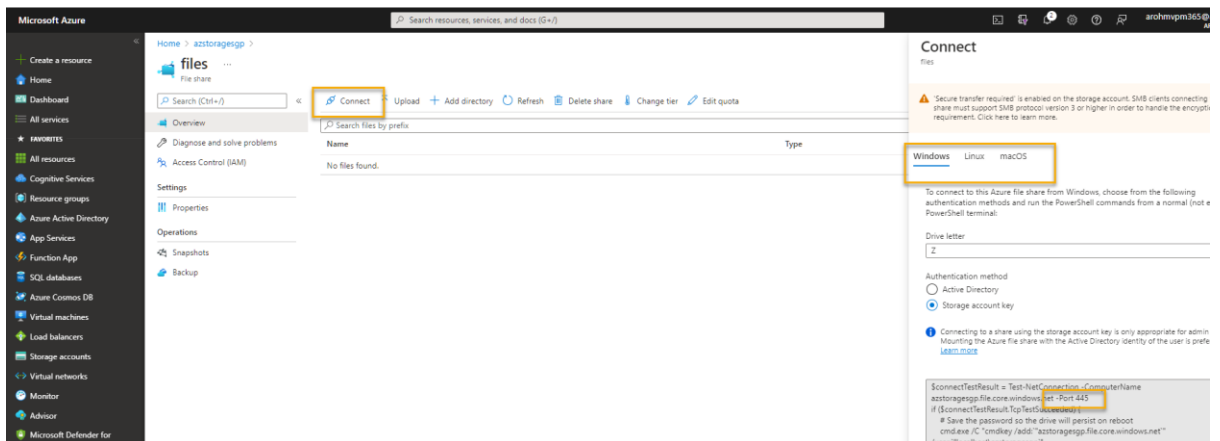 Microsoft Azure
Search resources, services, and docs (G+/)
2
arohmvpm365@
Create a resource
Home
Dashboard
All services
FAVORITES
All resources
Cognitive Services
Resource groups
Azure Active Directory
App Services
Function App
SQL databases
Azure Cosmos DB
Virtual machines
Load balancers
Storage accounts
Virtual networks
Monitor
Advisor
Microsoft Defender for
Home > azstoragesgp >
files ...
File share
Search (Ctrl+/)
Overview
Diagnose and solve problems
Access Control (IAM)
Settings
Properties
Operations
Snapshots
Backup
Connect Upload Add directory Refresh Delete share Change tier Edit quota
Search files by prefix
Name Type
No files found.
Connect
files
'Secure transfer required' is enabled on the storage account. SMB clients connecting
share must support SMB protocol version 3 or higher in order to handle the encryptio
requirement. Click here to learn more.
Windows Linux macOS
To connect to this Azure file share from Windows, choose from the following
authentication methods and run the PowerShell commands from a normal (not e
PowerShell terminal:
Drive letter
Z
Authentication method
Active Directory
Storage account key
Connecting to a share using the storage account key is only appropriate for admin
Mounting the Azure file share with the Active Directory identity of the user is prefe
Learn more
$connectTestResult = Test-NetConnection -ComputerName
azstoragesgp.file.core.windows.net -Port 445
if ($connectTestResult.TcpTestSucceeded) {
# Save the password so the drive will persist on reboot
cmd.exe /C "cmdkey /add:`"azstoragesgp.file.core.windows.net`"